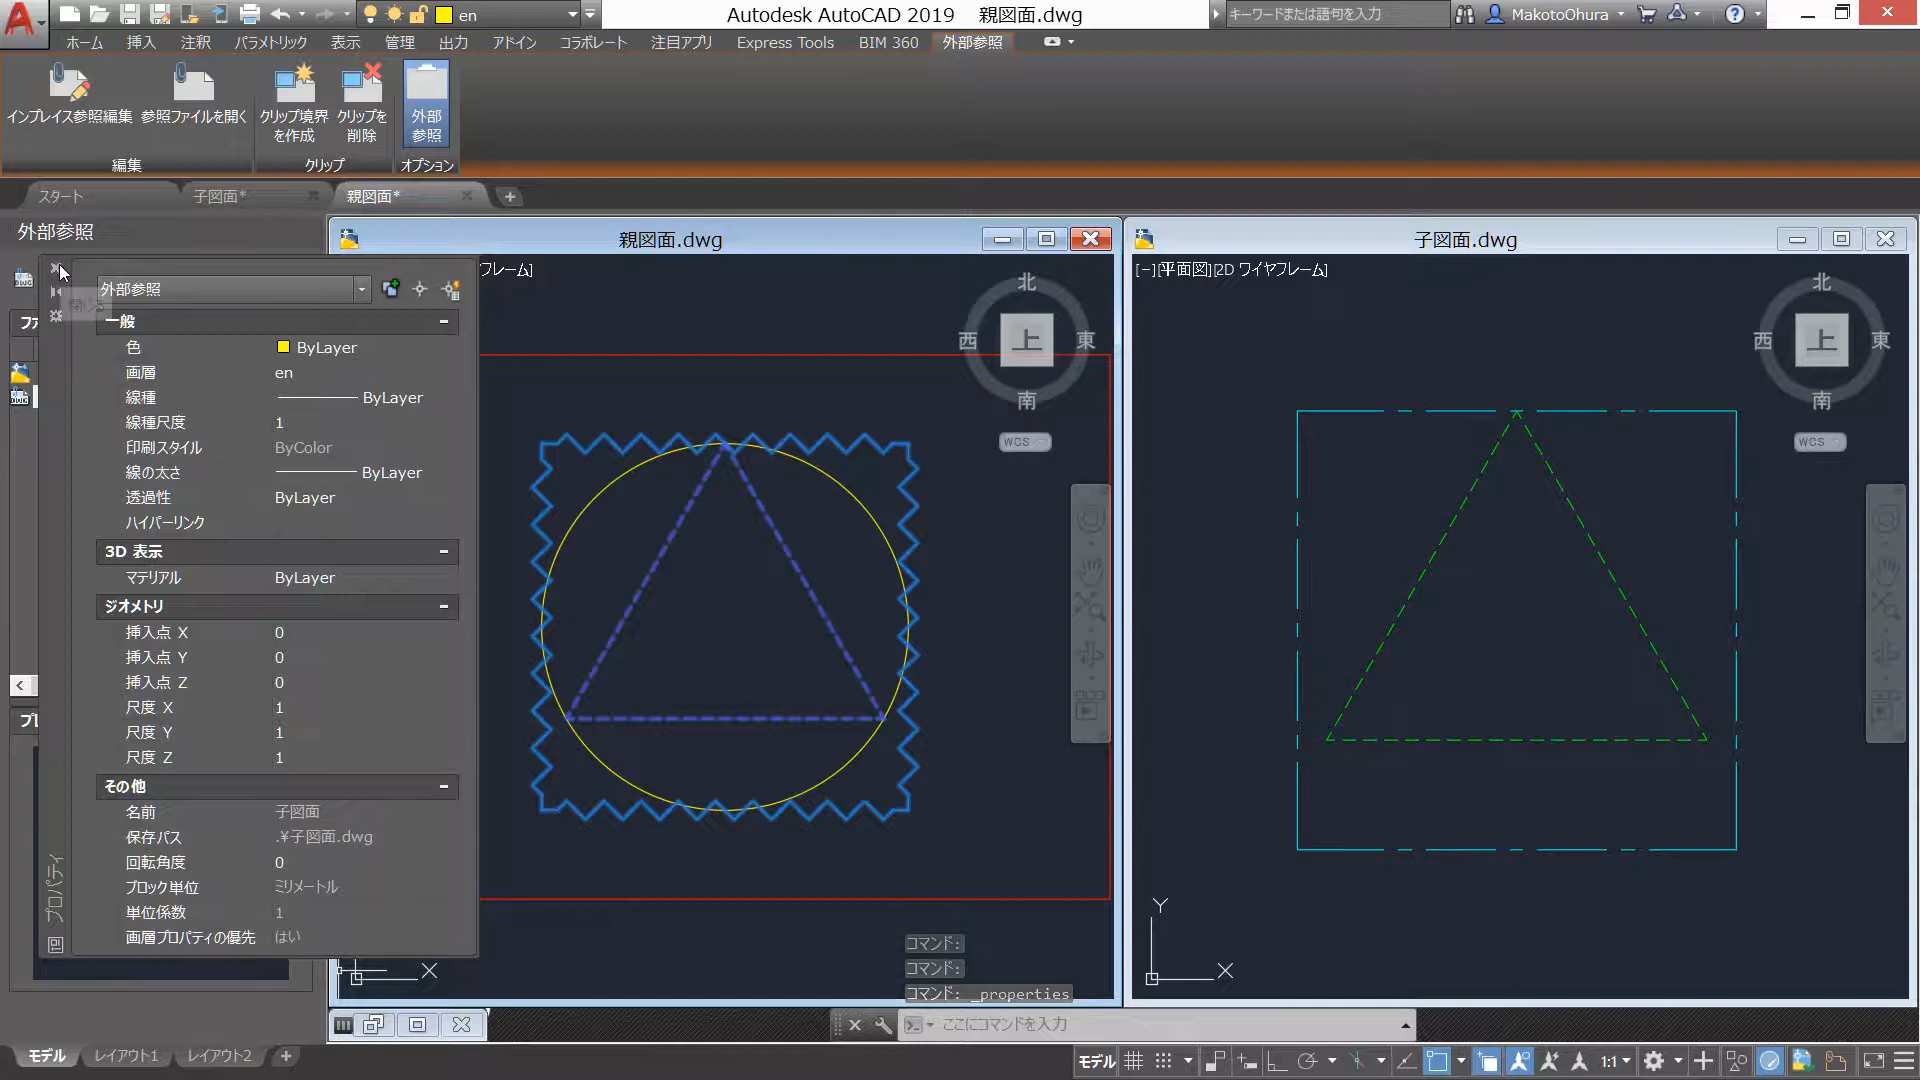 en
Autodesk AutoCAD 2019 親図面.dwg
キーワードまたは語句を入力
MakotoOhura
ホーム 挿入 注釈 パラメトリック 表示 管理 出力 アドイン コラボレート 注目アプリ Express Tools BIM 360 外部参照
インプレイス参照編集
参照ファイルを開く
クリップ境界
を作成
クリップを
削除
外部
参照
編集
クリップ
オプション
スタート
子図面*
親図面*
外部参照
親図面.dwg
子図面.dwg
フレーム]
[−][平面図][2D ワイヤフレーム]
閉じる
ファ
プレ
外部参照
一般
色 ByLayer
画層 en
線種 ByLayer
線種尺度 1
印刷スタイル ByColor
線の太さ ByLayer
透過性 ByLayer
ハイパーリンク
3D 表示
マテリアル ByLayer
ジオメトリ
挿入点 X 0
挿入点 Y 0
挿入点 Z 0
尺度 X 1
尺度 Y 1
尺度 Z 1
その他
名前 子図面
保存パス .¥子図面.dwg
回転角度 0
ブロック単位 ミリメートル
単位係数 1
画層プロパティの優先 はい
プロパティ
北
西 上 東
南
WCS
北
西 上 東
南
WCS
X
Y
X
コマンド:
コマンド:
コマンド: _properties
ここにコマンドを入力
モデル レイアウト1 レイアウト2
モデル
1:1